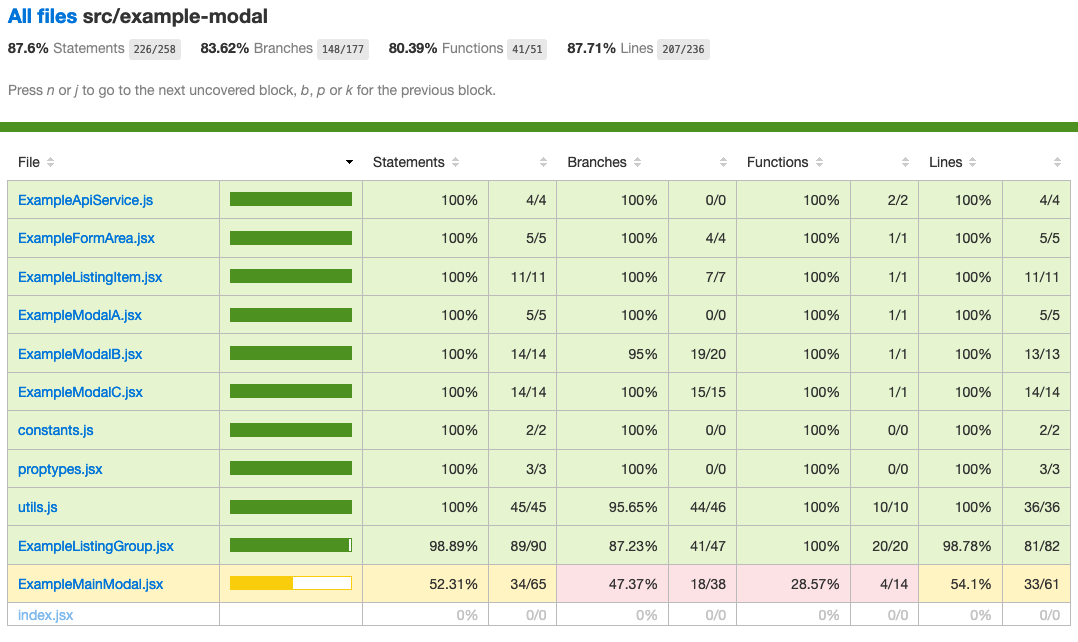 All files src/example-modal
87.6% Statements 226/258 83.62% Branches 148/177 80.39% Functions 41/51 87.71% Lines 207/236
Press n or j to go to the next uncovered block, b, p or k for the previous block.
File Statements Branches Functions Lines
ExampleApiService.js 100% 4/4 100% 0/0 100% 2/2 100% 4/4
ExampleFormArea.jsx 100% 5/5 100% 4/4 100% 1/1 100% 5/5
ExampleListingItem.jsx 100% 11/11 100% 7/7 100% 1/1 100% 11/11
ExampleModalA.jsx 100% 5/5 100% 0/0 100% 1/1 100% 5/5
ExampleModalB.jsx 100% 14/14 95% 19/20 100% 1/1 100% 13/13
ExampleModalC.jsx 100% 14/14 100% 15/15 100% 1/1 100% 14/14
constants.js 100% 2/2 100% 0/0 100% 0/0 100% 2/2
proptypes.jsx 100% 3/3 100% 0/0 100% 0/0 100% 3/3
utils.js 100% 45/45 95.65% 44/46 100% 10/10 100% 36/36
ExampleListingGroup.jsx 98.89% 89/90 87.23% 41/47 100% 20/20 98.78% 81/82
ExampleMainModal.jsx 52.31% 34/65 47.37% 18/38 28.57% 4/14 54.1% 33/61
index.jsx 0% 0/0 0% 0/0 0% 0/0 0% 0/0